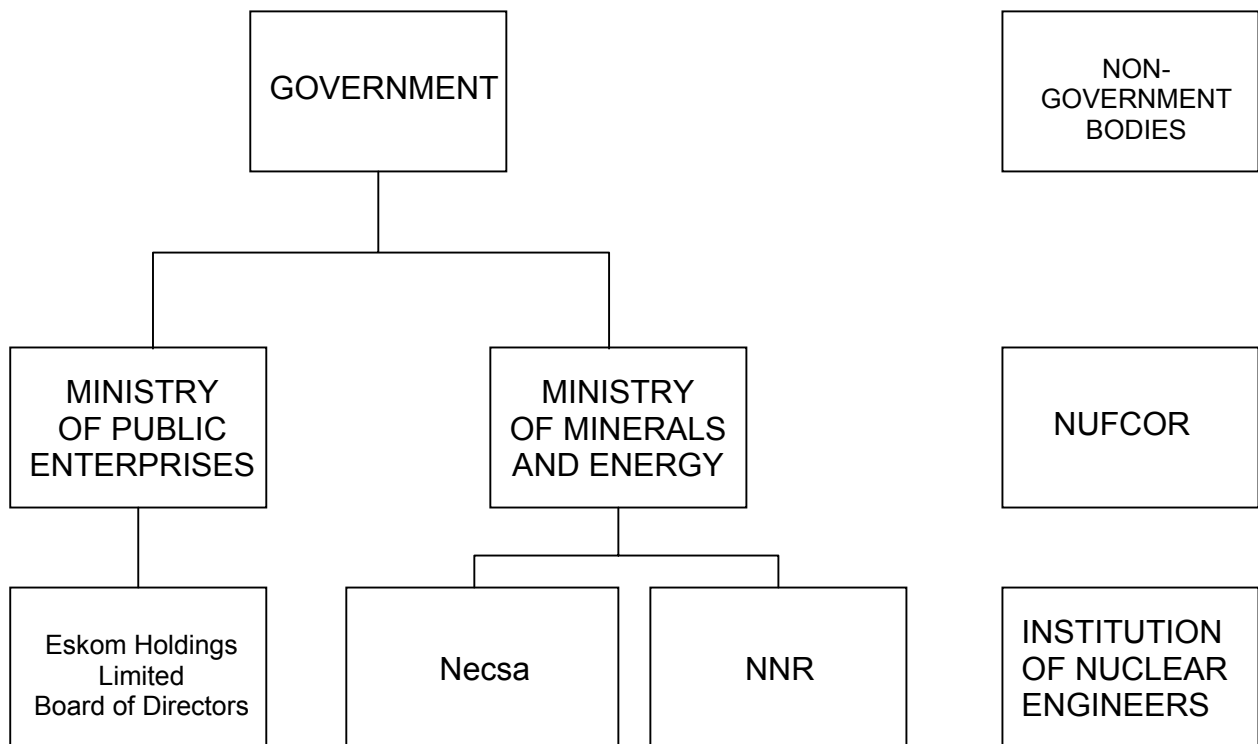 GOVERNMENT
NON-
GOVERNMENT
BODIES
MINISTRY
OF PUBLIC
ENTERPRISES
MINISTRY
OF MINERALS
AND ENERGY
NUFCOR
Eskom Holdings
Limited
Board of Directors
Necsa
NNR
INSTITUTION
OF NUCLEAR
ENGINEERS